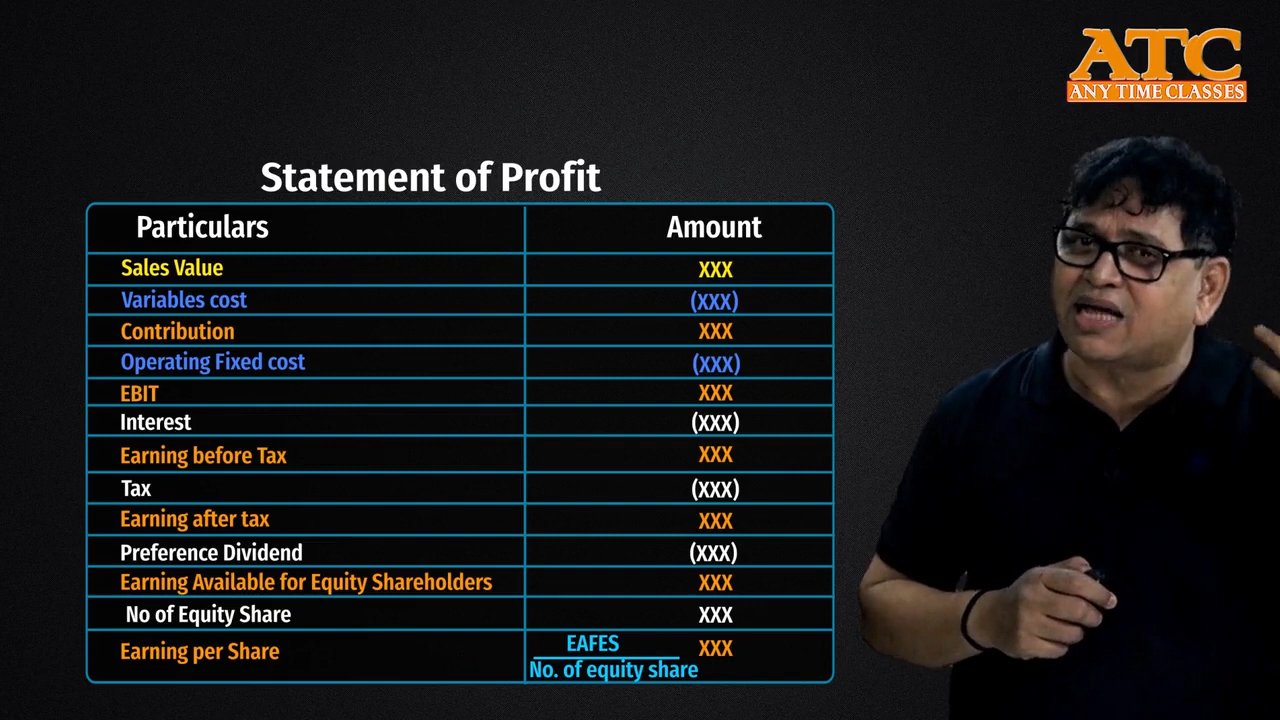 ATC
ANY TIME CLASSES
Statement of Profit
Particulars Amount
Sales Value XXX
Variables cost (XXX)
Contribution XXX
Operating Fixed cost (XXX)
EBIT XXX
Interest (XXX)
Earning before Tax XXX
Tax (XXX)
Earning after tax XXX
Preference Dividend (XXX)
Earning Available for Equity Shareholders XXX
No of Equity Share XXX
Earning per Share EAFES XXX
No. of equity share